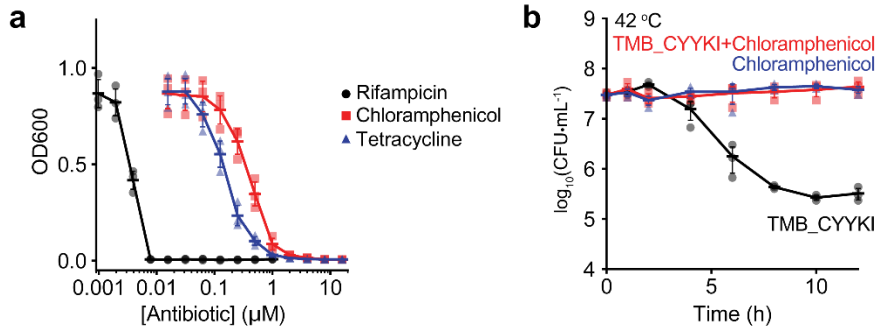 a
OD600
1.0
0.5
0.0
0.001
0.01
0.1
1
10
[Antibiotic] (µM)
Rifampicin
Chloramphenicol
Tetracycline
b
42 °C
TMB_CYYKI+Chloramphenicol
Chloramphenicol
TMB_CYYKI
log10(CFU·mL-1)
9
8
7
6
5
4
0
5
10
Time (h)